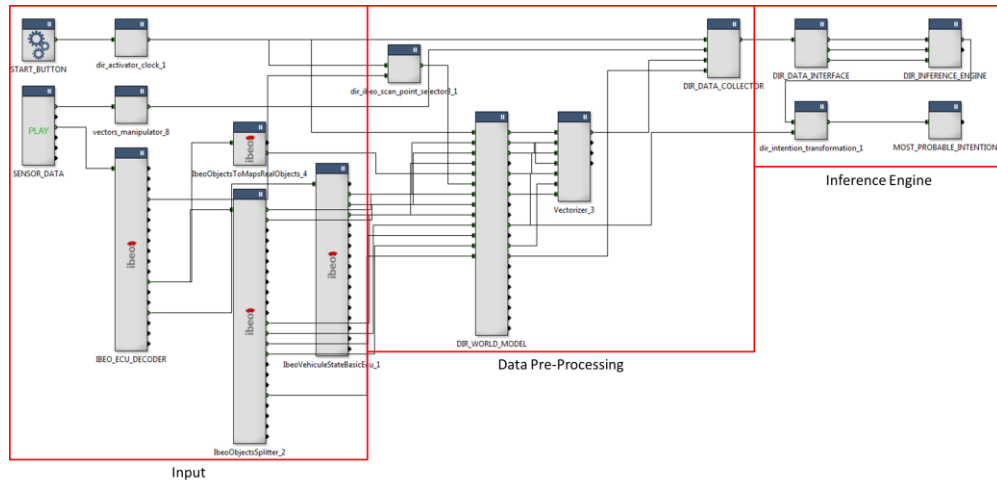 START_BUTTON
dir_activator_clock_1
SENSOR_DATA
PLAY
vectors_manipulator_8
IBEO_ECU_DECODER
ibeo
IbeoObjectsToMapsRealObjects_4
ibeo
IbeoObjectsSplitter_2
ibeo
IbeoVehiculeStateBasicEcu_1
ibeo
Input
dir_ibeo_scan_point_selector3_1
DIR_WORLD_MODEL
Vectorizer_3
DIR_DATA_COLLECTOR
Data Pre-Processing
DIR_DATA_INTERFACE
DIR_INFERENCE_ENGINE
dir_intention_transformation_1
MOST_PROBABLE_INTENTION
Inference Engine